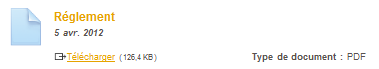 Réglement
5 avr. 2012
Télécharger ( 126,4 KB ) Type de document : PDF